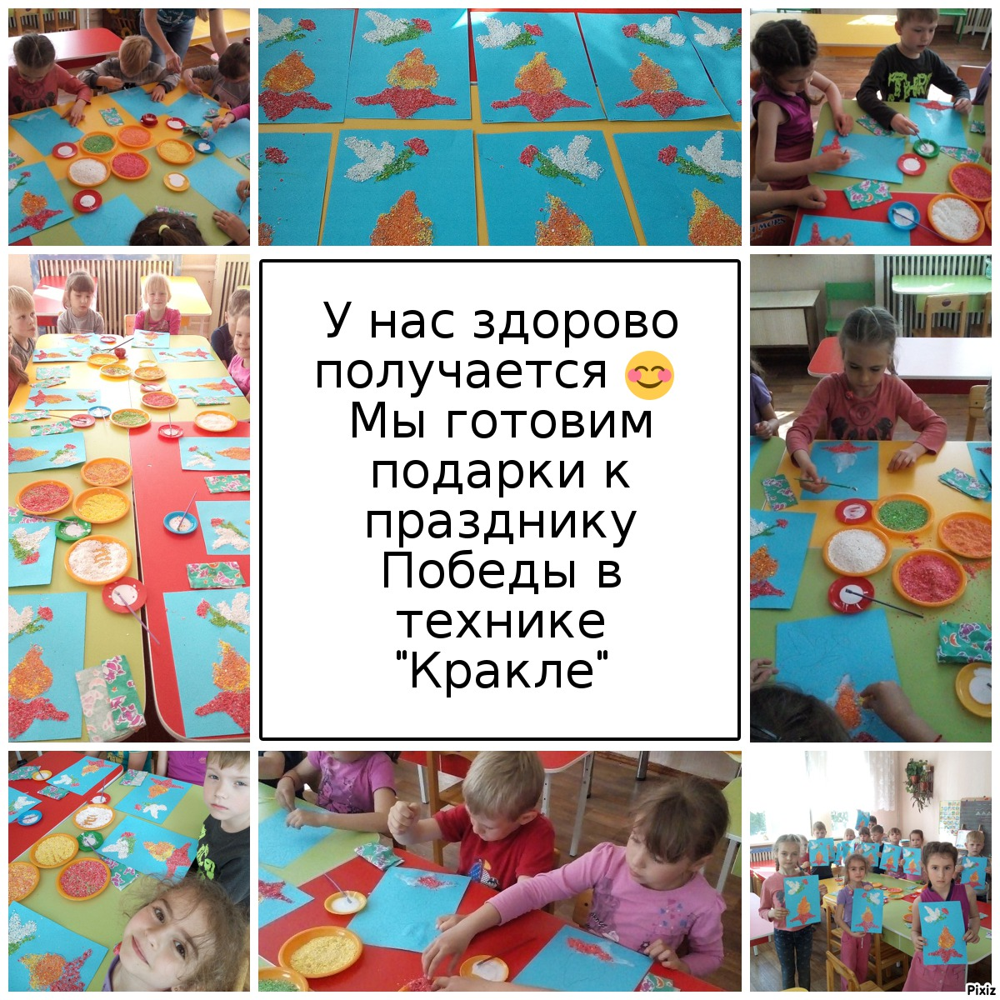 У нас здорово
получается 😊
Мы готовим
подарки к
празднику
Победы в
технике
"Кракле"
Pixiz